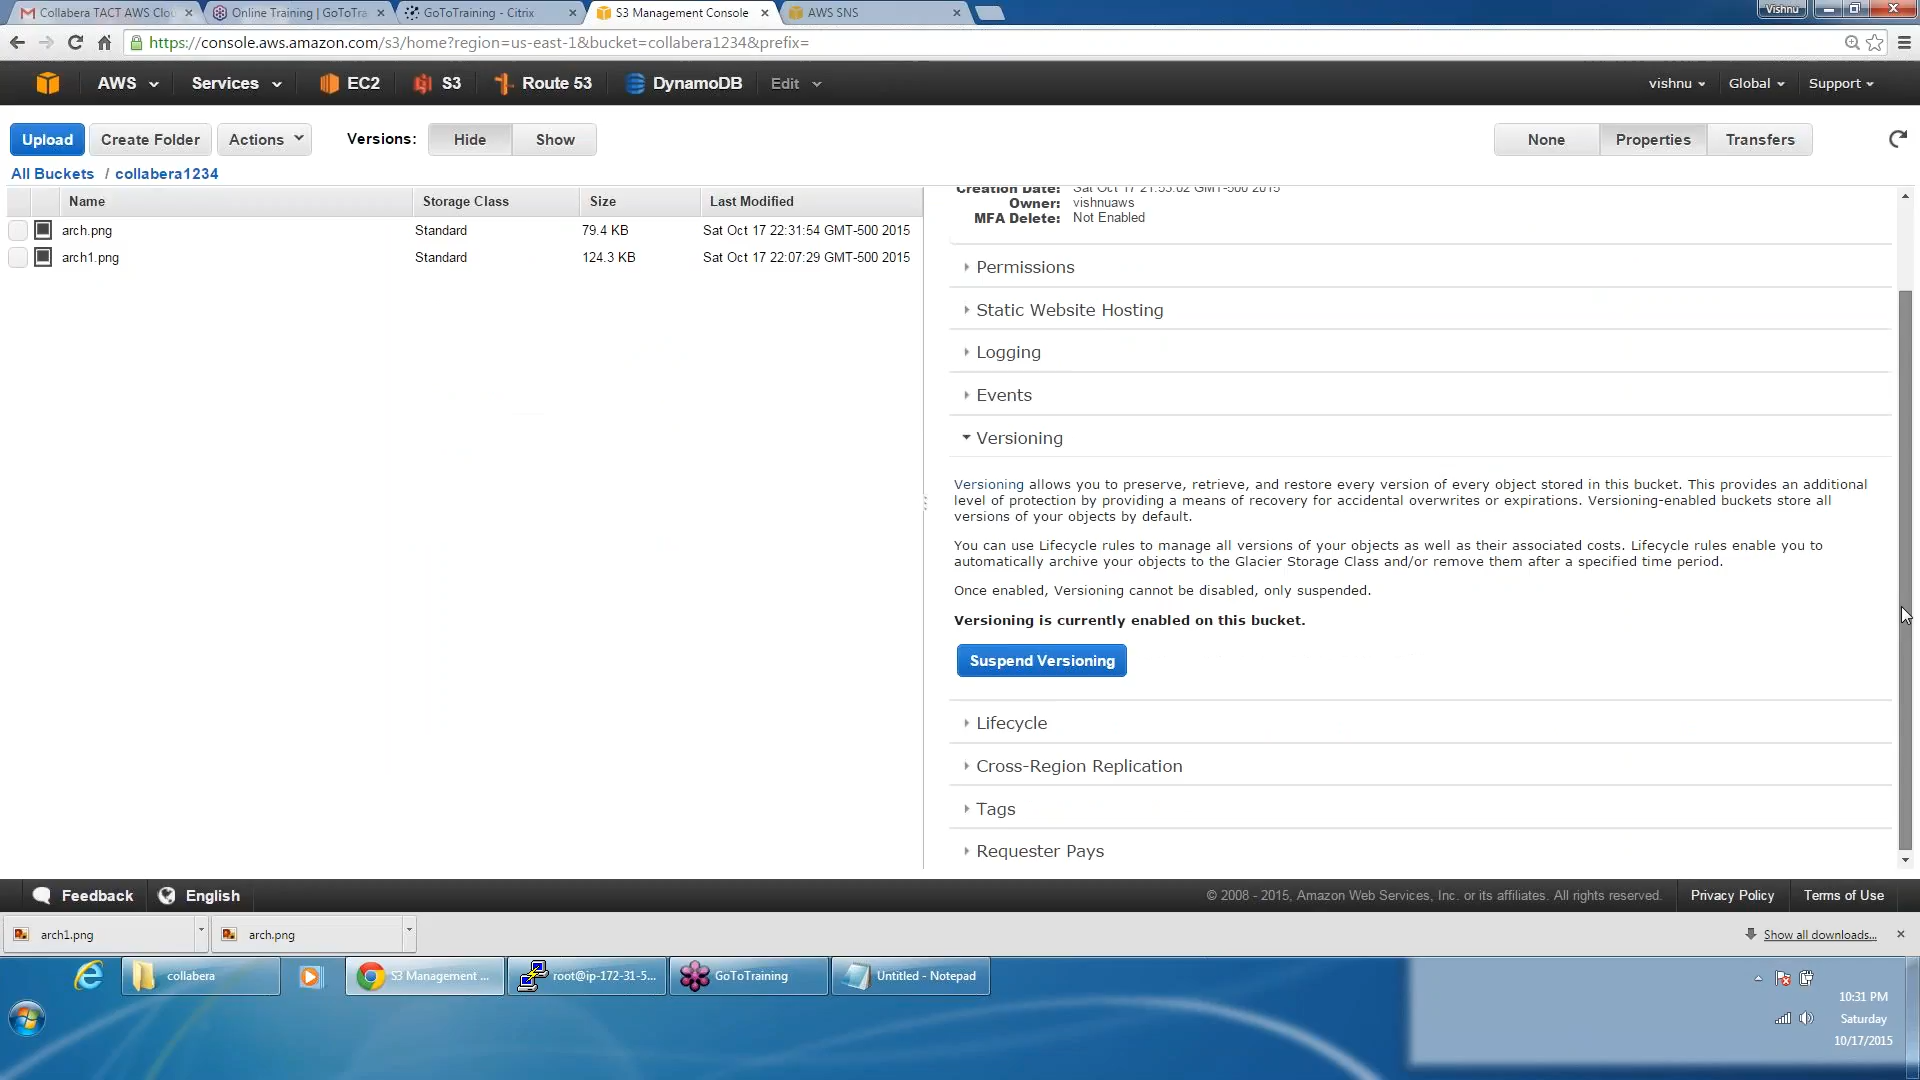 Collabera TACT AWS Clou
Online Training | GoToTra
GoToTraining - Citrix
S3 Management Console
AWS SNS
Vishnu
https://console.aws.amazon.com/s3/home?region=us-east-1&bucket=collabera1234&prefix=
AWS
Services
EC2
S3
Route 53
DynamoDB
Edit
vishnu
Global
Support
Upload
Create Folder
Actions
Versions:
Hide
Show
None
Properties
Transfers
All Buckets / collabera1234
Name
Storage Class
Size
Last Modified
arch.png
Standard
79.4 KB
Sat Oct 17 22:31:54 GMT-500 2015
arch1.png
Standard
124.3 KB
Sat Oct 17 22:07:29 GMT-500 2015
Creation Date: Sat Oct 17 21:53:02 GMT-500 2015
Owner: vishnuaws
MFA Delete: Not Enabled
Permissions
Static Website Hosting
Logging
Events
Versioning
Versioning allows you to preserve, retrieve, and restore every version of every object stored in this bucket. This provides an additional
level of protection by providing a means of recovery for accidental overwrites or expirations. Versioning-enabled buckets store all
versions of your objects by default.
You can use Lifecycle rules to manage all versions of your objects as well as their associated costs. Lifecycle rules enable you to
automatically archive your objects to the Glacier Storage Class and/or remove them after a specified time period.
Once enabled, Versioning cannot be disabled, only suspended.
Versioning is currently enabled on this bucket.
Suspend Versioning
Lifecycle
Cross-Region Replication
Tags
Requester Pays
Feedback
English
© 2008 - 2015, Amazon Web Services, Inc. or its affiliates. All rights reserved.
Privacy Policy
Terms of Use
arch1.png
arch.png
Show all downloads...
collabera
S3 Management ...
root@ip-172-31-5...
GoToTraining
Untitled - Notepad
10:31 PM
Saturday
10/17/2015